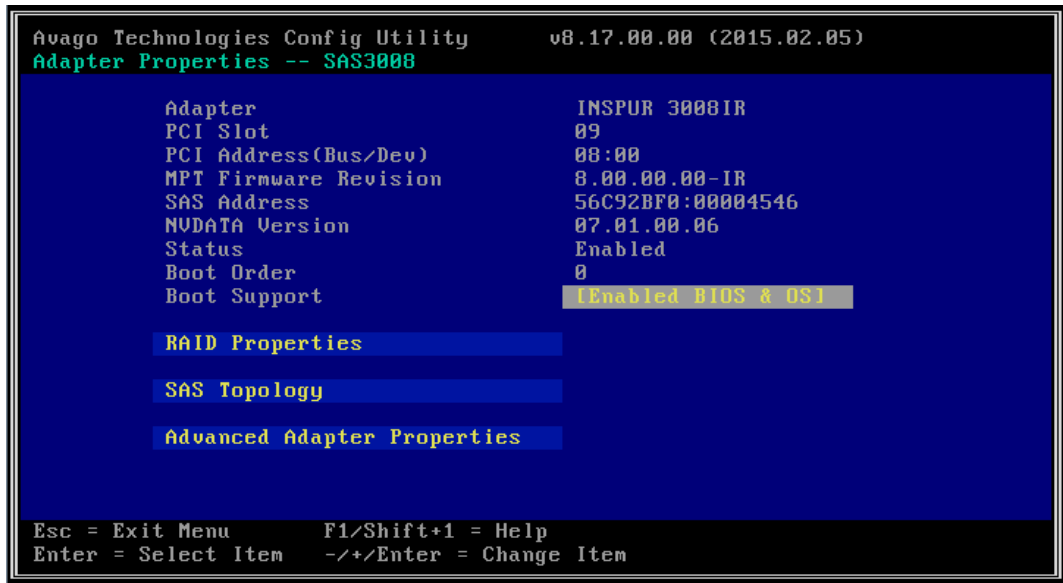 Avago Technologies Config Utility v8.17.00.00 (2015.02.05)
Adapter Properties -- SAS3008
Adapter INSPUR 3008IR
PCI Slot 09
PCI Address(Bus/Dev) 08:00
MPT Firmware Revision 8.00.00.00-IR
SAS Address 56C92BF0:00004546
NVDATA Version 07.01.00.06
Status Enabled
Boot Order 0
Boot Support [Enabled BIOS & OS]
RAID Properties
SAS Topology
Advanced Adapter Properties
Esc = Exit Menu F1/Shift+1 = Help
Enter = Select Item -/+/Enter = Change Item